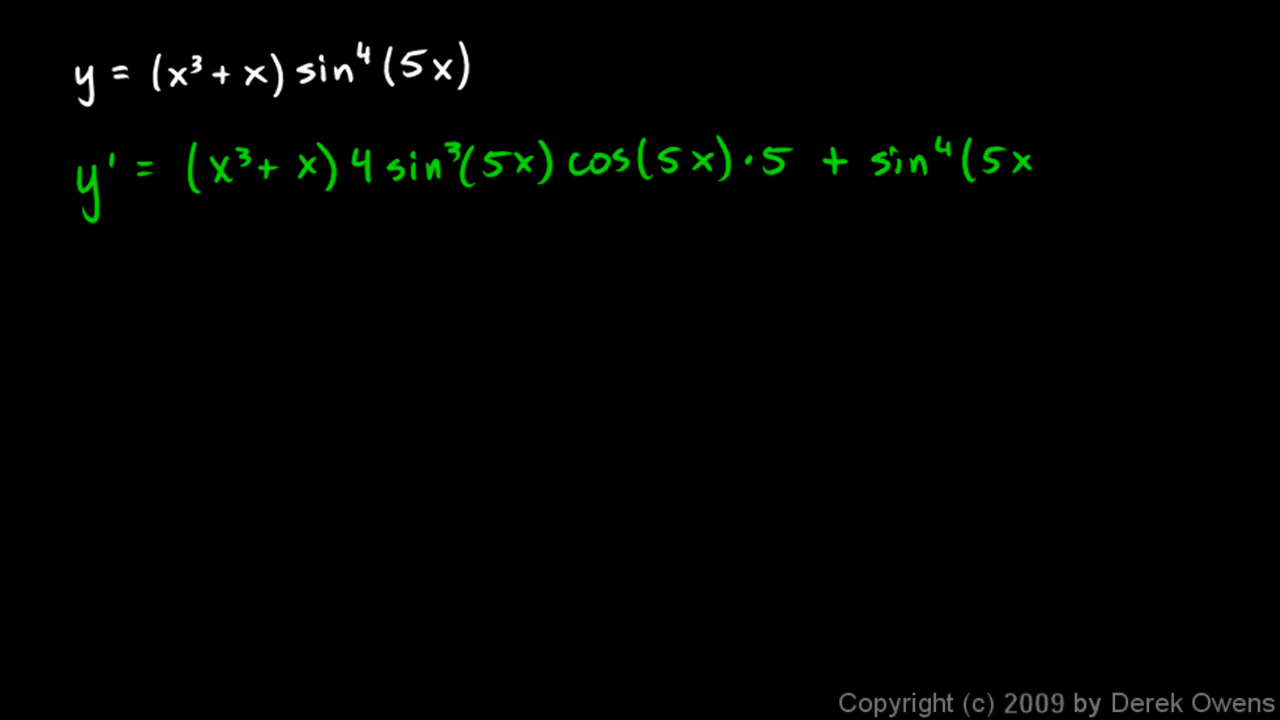 y = (x³ + x) sin⁴(5x)
y' = (x³ + x) 4 sin³(5x) cos(5x) · 5 + sin⁴(5x
Copyright (c) 2009 by Derek Owens